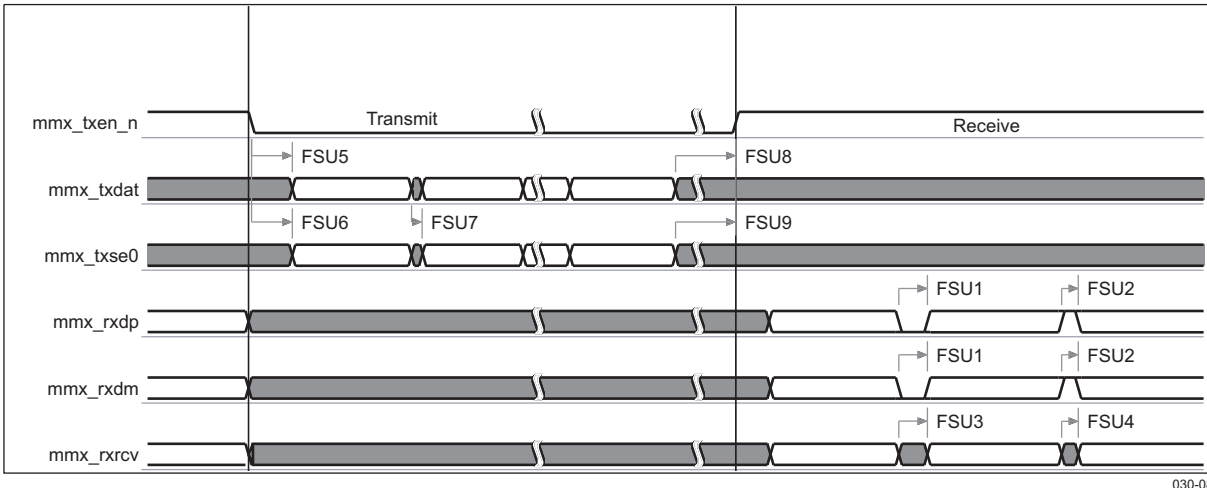 mmx_txen_n
Transmit
Receive
FSU5
FSU8
mmx_txdat
FSU6
FSU7
FSU9
mmx_txse0
FSU1
FSU2
mmx_rxdp
FSU1
FSU2
mmx_rxdm
FSU3
FSU4
mmx_rxrcv